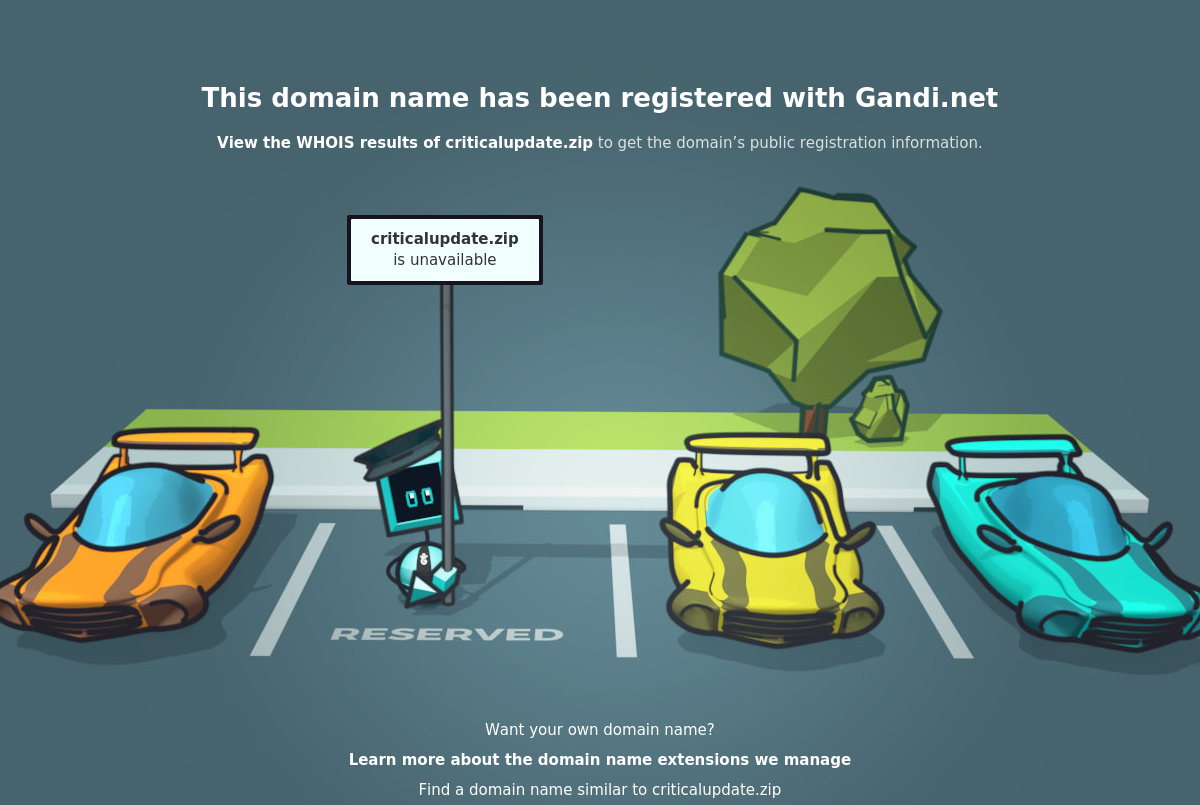 This domain name has been registered with Gandi.net
View the WHOIS results of criticalupdate.zip to get the domain’s public registration information.
criticalupdate.zip
is unavailable
RESERVED
Want your own domain name?
Learn more about the domain name extensions we manage
Find a domain name similar to criticalupdate.zip